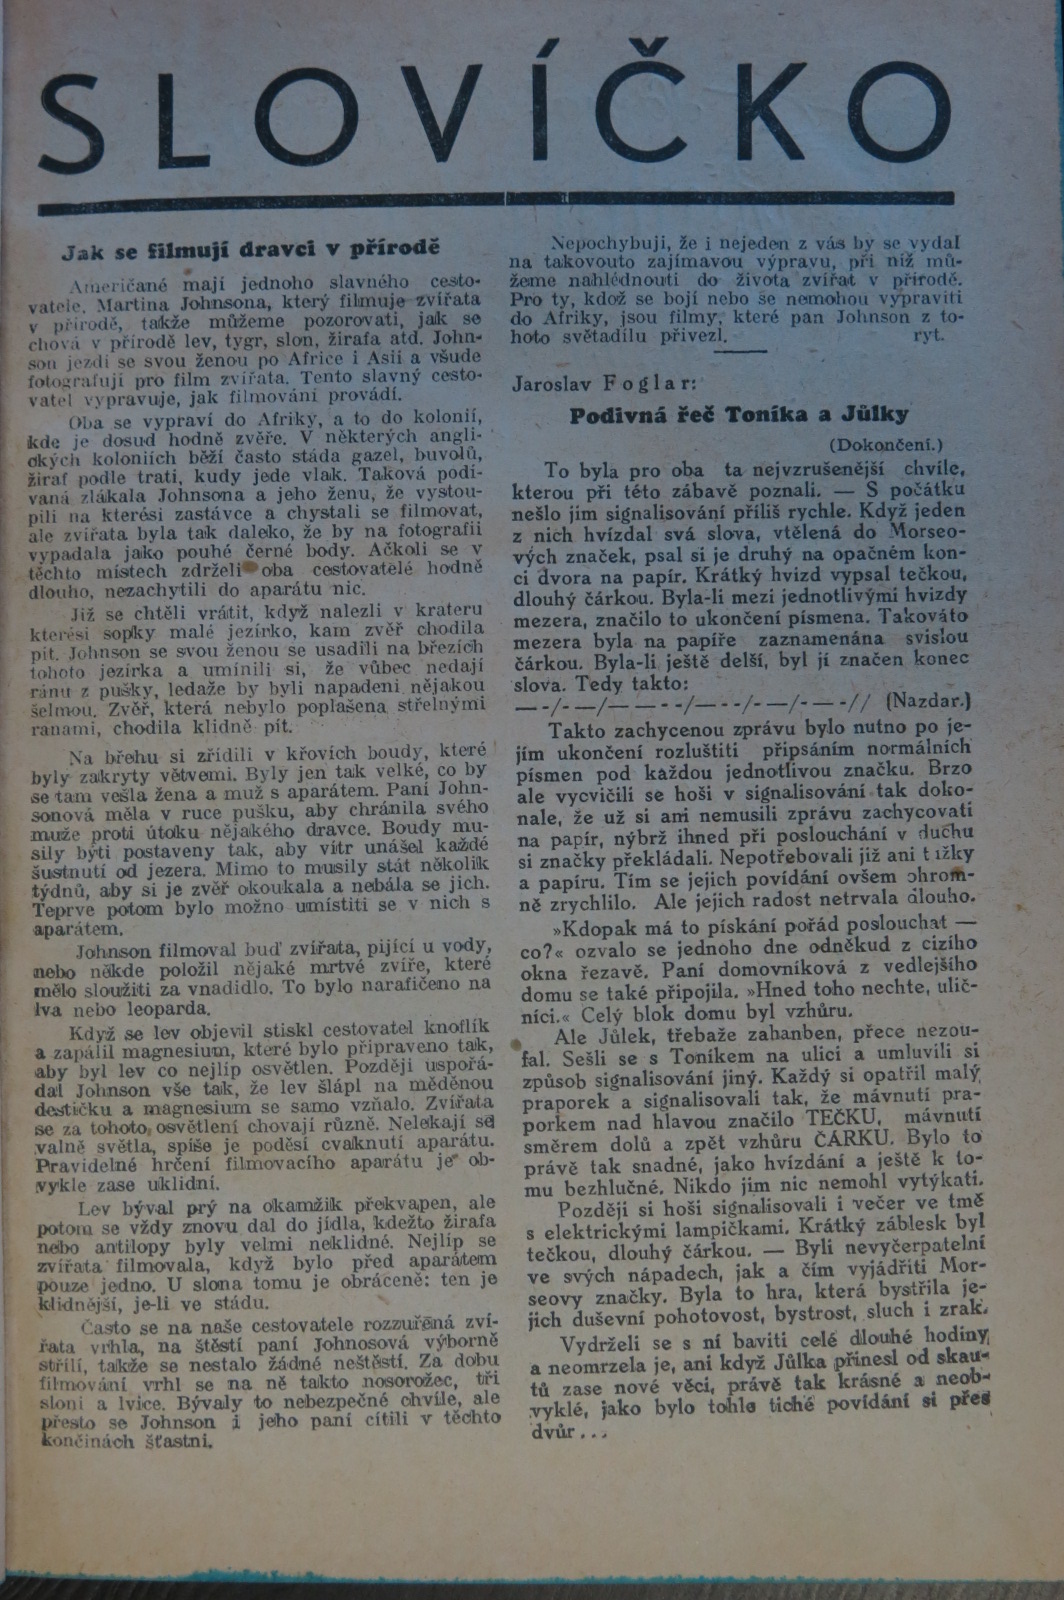 SLOVÍČKO
Jak se filmují dravci v přírodě
Američané mají jednoho slavného cesto-
vatele, Martina Johnsona, který filmuje zvířata
v přírodě, takže můžeme pozorovati, jak se
chová v přírodě lev, tygr, slon, žirafa atd. John-
son jezdí se svou ženou po Africe i Asii a všude
fotografují pro film zvířata. Tento slavný cesto-
vatel vypravuje, jak filmování provádí.
Oba se vypraví do Afriky, a to do kolonií,
kde je dosud hodně zvěře. V některých angli-
ckých koloniích běží často stáda gazel, buvolů,
žiraf podle trati, kudy jede vlak. Taková podí-
vaná zlákala Johnsona a jeho ženu, že vystou-
pili na kterési zastávce a chystali se filmovat,
ale zvířata byla tak daleko, že by na fotografii
vypadala jako pouhé černé body. Ačkoli se v
těchto místech zdrželi oba cestovatelé hodně
dlouho, nezachytili do aparátu nic.
Již se chtěli vrátit, když nalezli v krateru
kterési sopky malé jezírko, kam zvěř chodila
pít. Johnson se svou ženou se usadili na březích
tohoto jezírka a umínili si, že vůbec nedají
ránu z pušky, ledaže by byli napadeni nějakou
šelmou. Zvěř, která nebylo poplašena střelnými
ranami, chodila klidně pít.
Na břehu si zřídili v křovích boudy, které
byly zakryty větvemi. Byly jen tak velké, co by
se tam vešla žena a muž s aparátem. Paní John-
sonová měla v ruce pušku, aby chránila svého
muže proti útoku nějakého dravce. Boudy mu-
sily býti postaveny tak, aby vítr unášel každé
šustnutí od jezera. Mimo to musily stát několik
týdnů, aby si je zvěř okoukala a nebála se jich.
Teprve potom bylo možno umístiti se v nich s
aparátem.
Johnson filmoval buď zvířata, pijící u vody,
nebo někde položil nějaké mrtvé zvíře, které
mělo sloužiti za vnadidlo. To bylo narafičeno na
lva nebo leoparda.
Když se lev objevil stiskl cestovatel knoflík
a zapálil magnesium, které bylo připraveno tak,
aby byl lev co nejlíp osvětlen. Později uspořá-
dal Johnson vše tak, že lev šlápl na měděnou
destičku a magnesium se samo vzňalo. Zvířata
se za tohoto osvětlení chovají různě. Nelekají se
valně světla, spíše je poděsí cvaknutí aparátu.
Pravidelné hrčení filmovacího aparátu je ob-
vykle zase uklidní.
Lev býval prý na okamžik překvapen, ale
potom se vždy znovu dal do jídla, kdežto žirafa
nebo antilopy byly velmi neklidné. Nejlíp se
zvířata filmovala, když bylo před aparátem
pouze jedno. U slona tomu je obráceně: ten je
klidnější, je-li ve stádu.
Často se na naše cestovatele rozzuřená zví-
řata vrhla, na štěstí paní Johnosová výborně
střílí, takže se nestalo žádné neštěstí. Za dobu
filmování vrhl se na ně takto nosorožec, tři
sloni a lvice. Bývaly to nebezpečné chvíle, ale
přesto se Johnson i jeho paní cítili v těchto
končinách šťastni.
Nepochybuji, že i nejeden z vás by se vydal
na takovouto zajímavou výpravu, při níž mů-
žeme nahlédnouti do života zvířat v přírodě.
Pro ty, kdož se bojí nebo se nemohou vypraviti
do Afriky, jsou filmy, které pan Johnson z to-
hoto světadílu přivezl. ryt.
Jaroslav Foglar:
Podivná řeč Toníka a Jůlky
(Dokončení.)
To byla pro oba ta nejvzrušenější chvíle,
kterou při této zábavě poznali. — S počátku
nešlo jim signalisování příliš rychle. Když jeden
z nich hvízdal svá slova, vtělená do Morseo-
vých značek, psal si je druhý na opačném kon-
ci dvora na papír. Krátký hvizd vypsal tečkou,
dlouhý čárkou. Byla-li mezi jednotlivými hvizdy
mezera, značilo to ukončení písmena. Takováto
mezera byla na papíře zaznamenána svislou
čárkou. Byla-li ještě delší, byl jí značen konec
slova. Tedy takto:
— -/- —/— — - -/— - -/- —/- — -// (Nazdar.)
Takto zachycenou zprávu bylo nutno po je-
jím ukončení rozluštiti připsáním normálních
písmen pod každou jednotlivou značku. Brzo
ale vycvičili se hoši v signalisování tak doko-
nale, že už si ani nemusili zprávu zachycovati
na papír, nýbrž ihned při poslouchání v duchu
si značky překládali. Nepotřebovali již ani tužky
a papíru. Tím se jejich povídání ovšem ohrom-
ně zrychlilo. Ale jejich radost netrvala dlouho.
»Kdopak má to pískání pořád poslouchat —
co?« ozvalo se jednoho dne odněkud z cizího
okna řezavě. Paní domovníková z vedlejšího
domu se také připojila. »Hned toho nechte, ulič-
níci.« Celý blok domu byl vzhůru.
Ale Jůlek, třebaže zahanben, přece nezou-
fal. Sešli se s Toníkem na ulici a umluvili si
způsob signalisování jiný. Každý si opatřil malý
praporek a signalisovali tak, že mávnutí pra-
porkem nad hlavou značilo TEČKU, mávnutí
směrem dolů a zpět vzhůru ČÁRKU. Bylo to
právě tak snadné, jako hvízdání a ještě k to-
mu bezhlučné. Nikdo jim nic nemohl vytýkati.
Později si hoši signalisovali i večer ve tmě
s elektrickými lampičkami. Krátký záblesk byl
tečkou, dlouhý čárkou. — Byli nevyčerpatelní
ve svých nápadech, jak a čím vyjádřiti Mor-
seovy značky. Byla to hra, která bystřila je-
jich duševní pohotovost, bystrost, sluch i zrak.
Vydrželi se s ní baviti celé dlouhé hodiny
a neomrzela je, ani když Jůlka přinesl od skau-
tů zase nové věci, právě tak krásné a neob-
vyklé, jako bylo tohle tiché povídání si přes
dvůr...